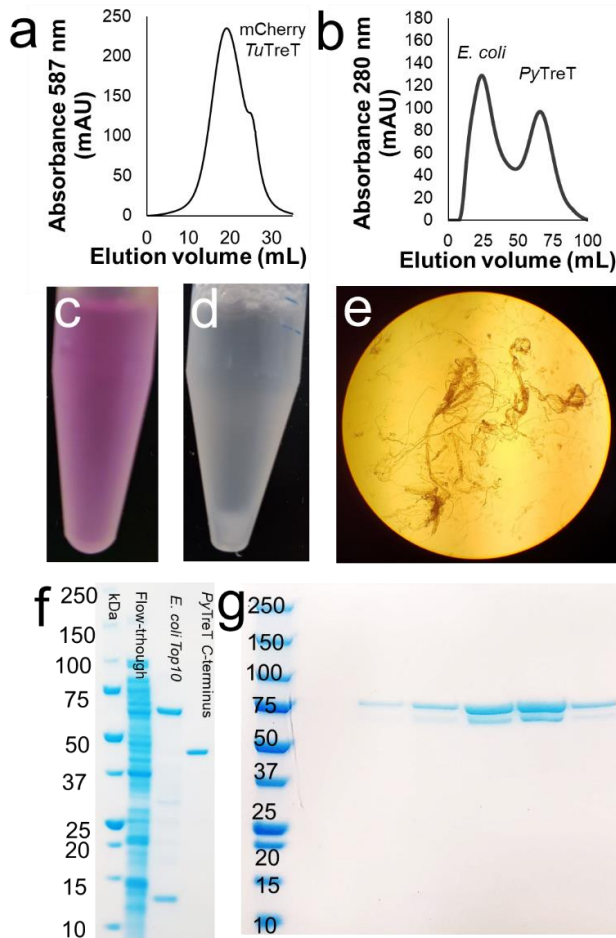 a
Absorbance 587 nm
(mAU)
250
200
150
100
50
0
mCherry
TuTreT
0 10 20 30
Elution volume (mL)
b
Absorbance 280 nm
(mAU)
180
160
140
120
100
80
60
40
20
0
E. coli
PyTreT
0 25 50 75 100
Elution volume (mL)
c
d
e
f
kDa
Flow-trhough
E. coli Top10
PyTreT C-terminus
250
150
100
75
50
37
25
20
15
10
g
250
150
100
75
50
37
25
20
15
10